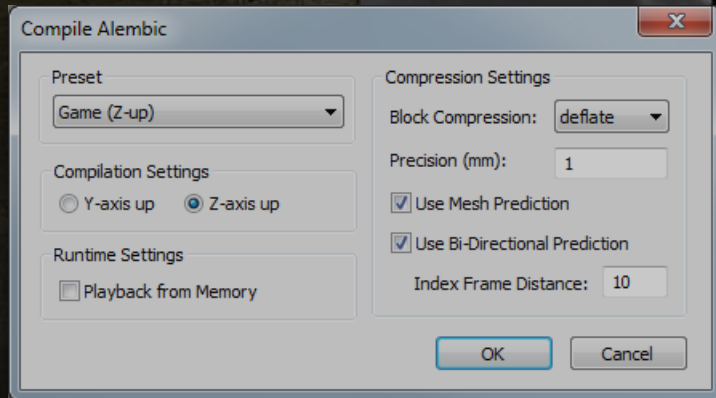 Compile Alembic
Preset
Game (Z-up)
Compilation Settings
Y-axis up
Z-axis up
Runtime Settings
Playback from Memory
Compression Settings
Block Compression:
deflate
Precision (mm):
1
Use Mesh Prediction
Use Bi-Directional Prediction
Index Frame Distance:
10
OK
Cancel